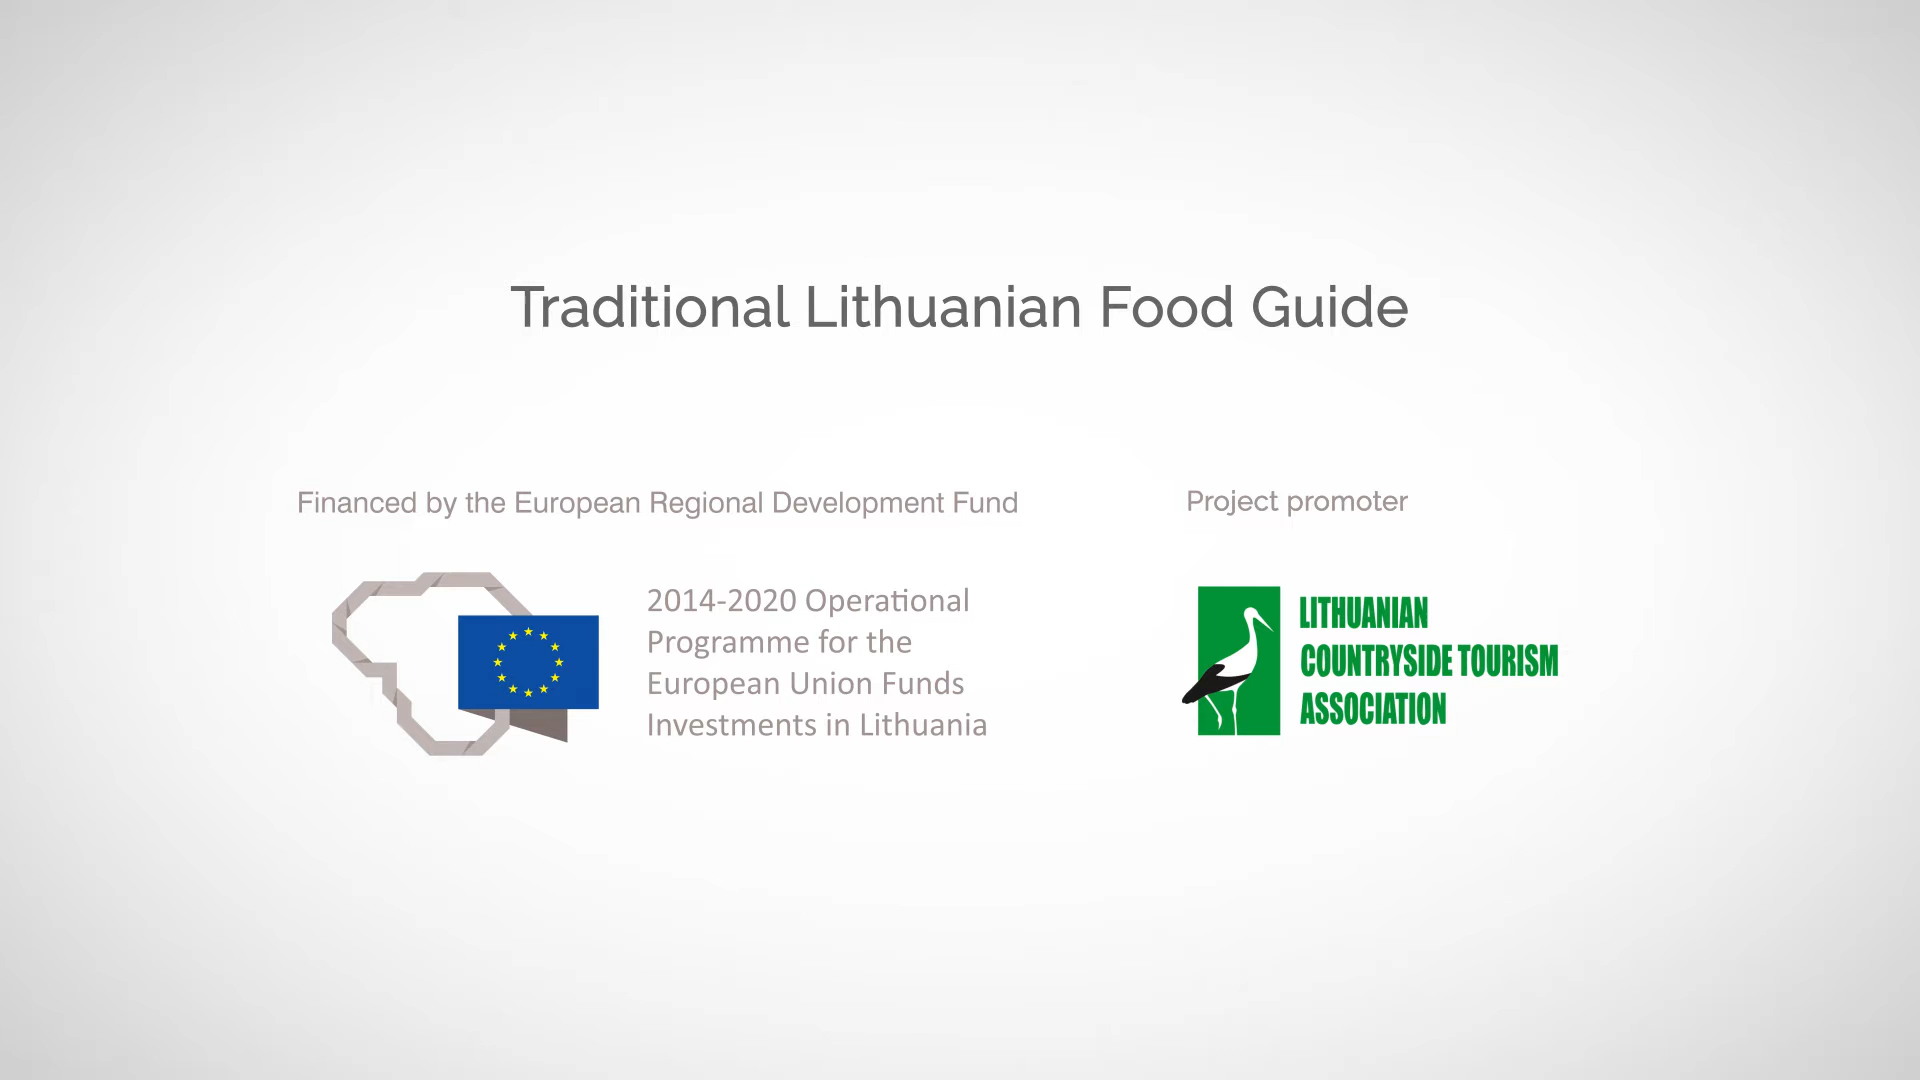 Traditional Lithuanian Food Guide
Financed by the European Regional Development Fund
2014-2020 Operational
Programme for the
European Union Funds
Investments in Lithuania
Project promoter
LITHUANIAN
COUNTRYSIDE TOURISM
ASSOCIATION